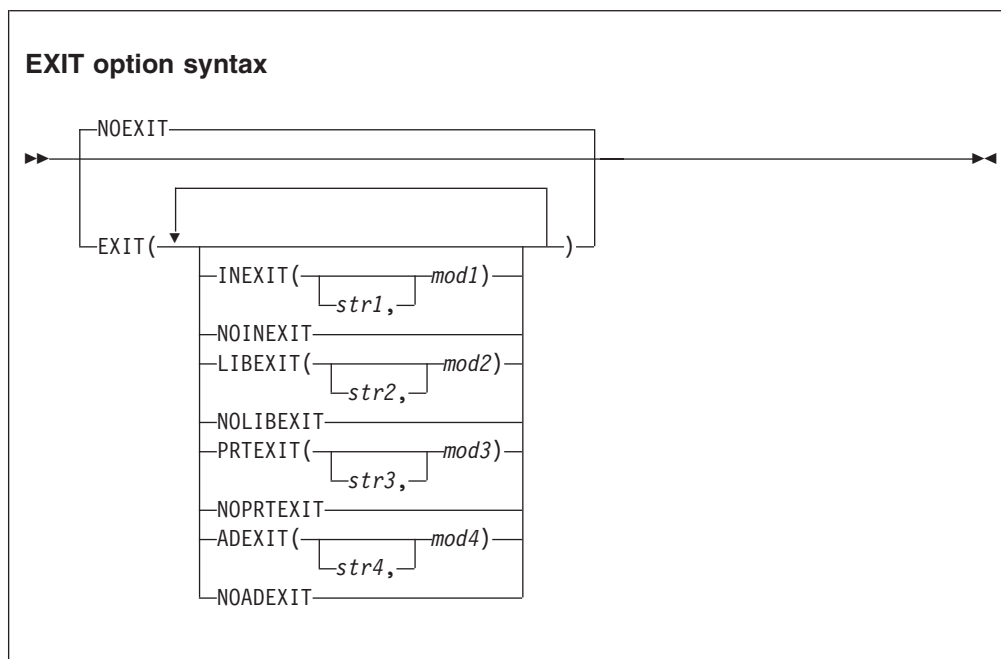 EXIT option syntax
NOEXIT
EXIT( )
INEXIT( mod1)
str1,
NOINEXIT
LIBEXIT( mod2)
str2,
NOLIBEXIT
PRTEXIT( mod3)
str3,
NOPRTEXIT
ADEXIT( mod4)
str4,
NOADEXIT